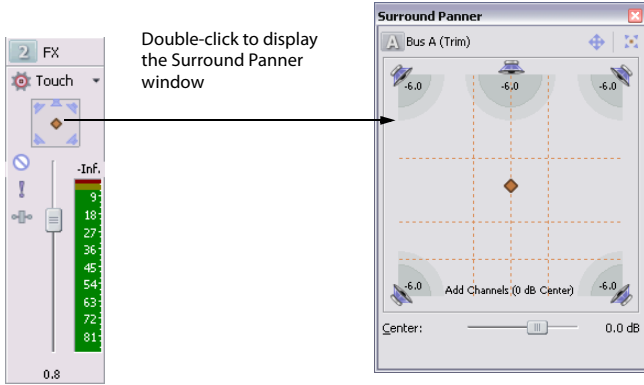 2 FX
Touch
-Inf.
9
18
27
36
45
54
63
72
81
0.8
Double-click to display
the Surround Panner
window
Surround Panner
A Bus A (Trim)
-6.0 -6.0 -6.0
-6.0 Add Channels (0 dB Center) -6.0
Center: 0.0 dB